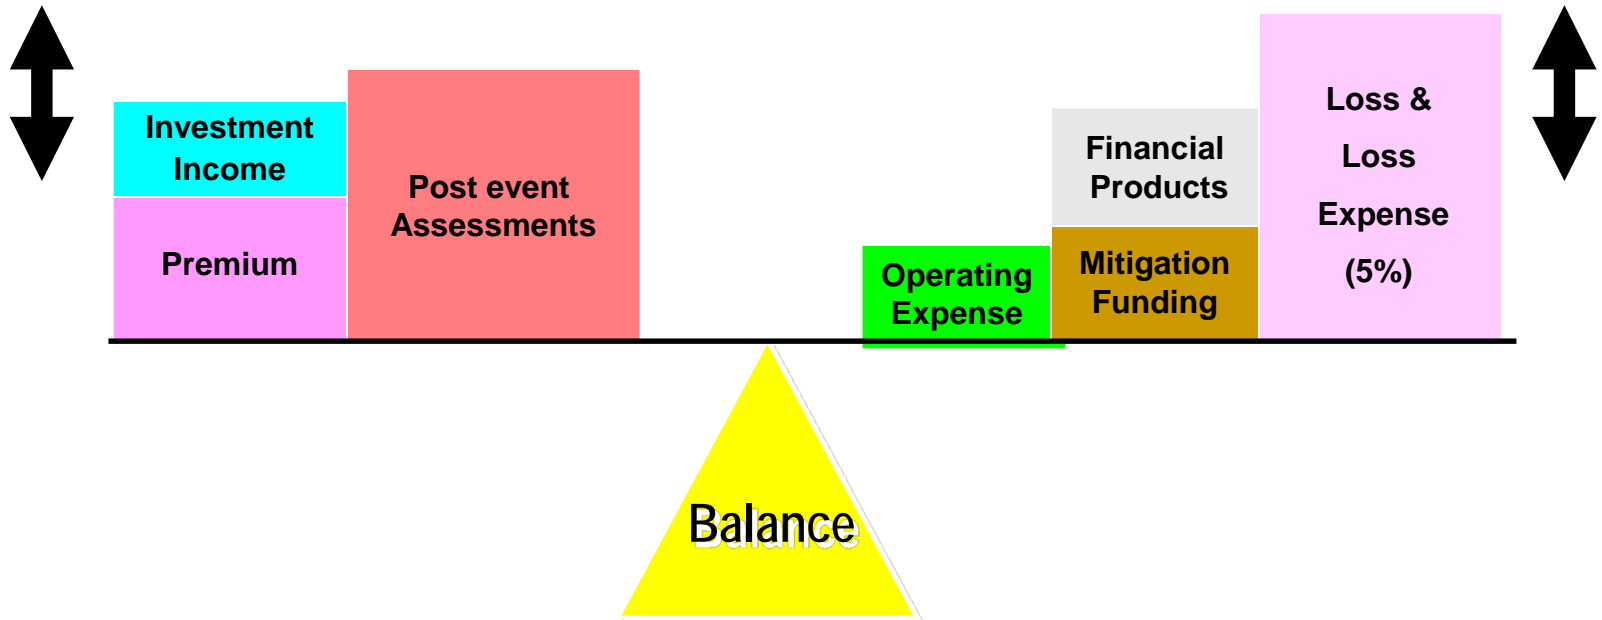 Investment
Income
Premium
Post event
Assessments
Operating
Expense
Financial
Products
Mitigation
Funding
Loss &
Loss
Expense
(5%)
Balance